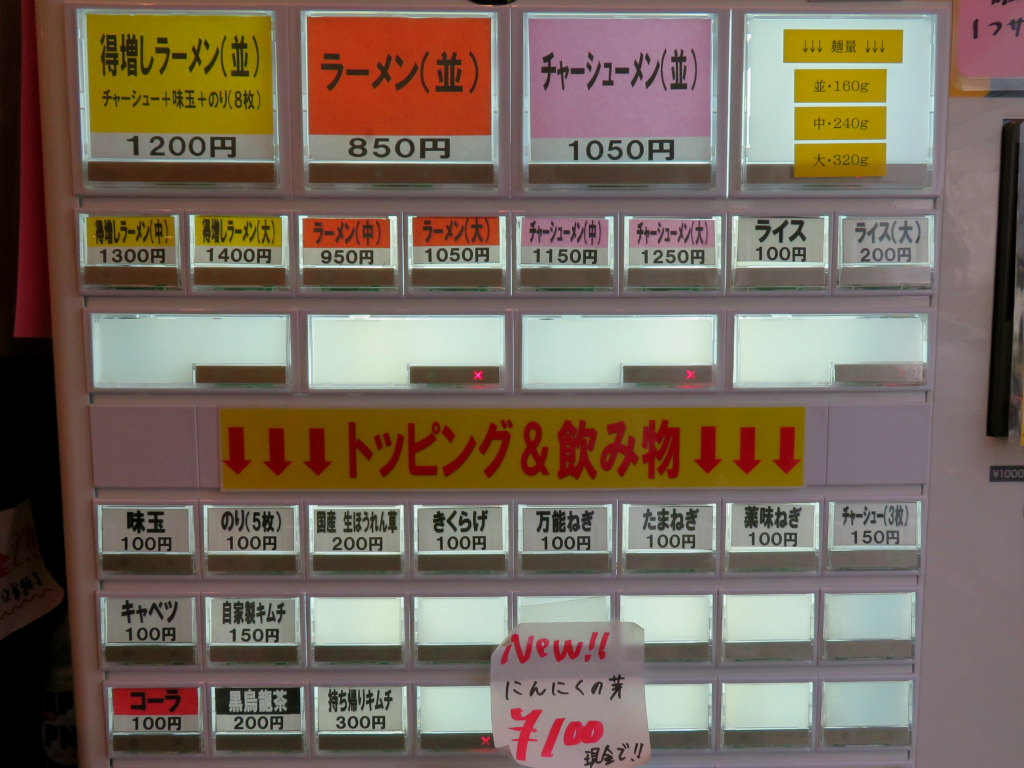 得増しラーメン(並)
チャーシュー+味玉+のり(8枚)
1200円
ラーメン(並)
850円
チャーシューメン(並)
1050円
↓↓↓ 麺量 ↓↓↓
並・160g
中・240g
大・320g
得増しラーメン(中)
1300円
得増しラーメン(大)
1400円
ラーメン(中)
950円
ラーメン(大)
1050円
チャーシューメン(中)
1150円
チャーシューメン(大)
1250円
ライス
100円
ライス(大)
200円
↓↓↓トッピング&飲み物↓↓↓
味玉
100円
のり(5枚)
100円
国産 生ほうれん草
200円
きくらげ
100円
万能ねぎ
100円
たまねぎ
100円
薬味ねぎ
100円
チャーシュー(3枚)
150円
キャベツ
100円
自家製キムチ
150円
コーラ
100円
黒烏龍茶
200円
持ち帰りキムチ
300円
New!!
にんにくの芽
¥100
現金で!!
¥1000